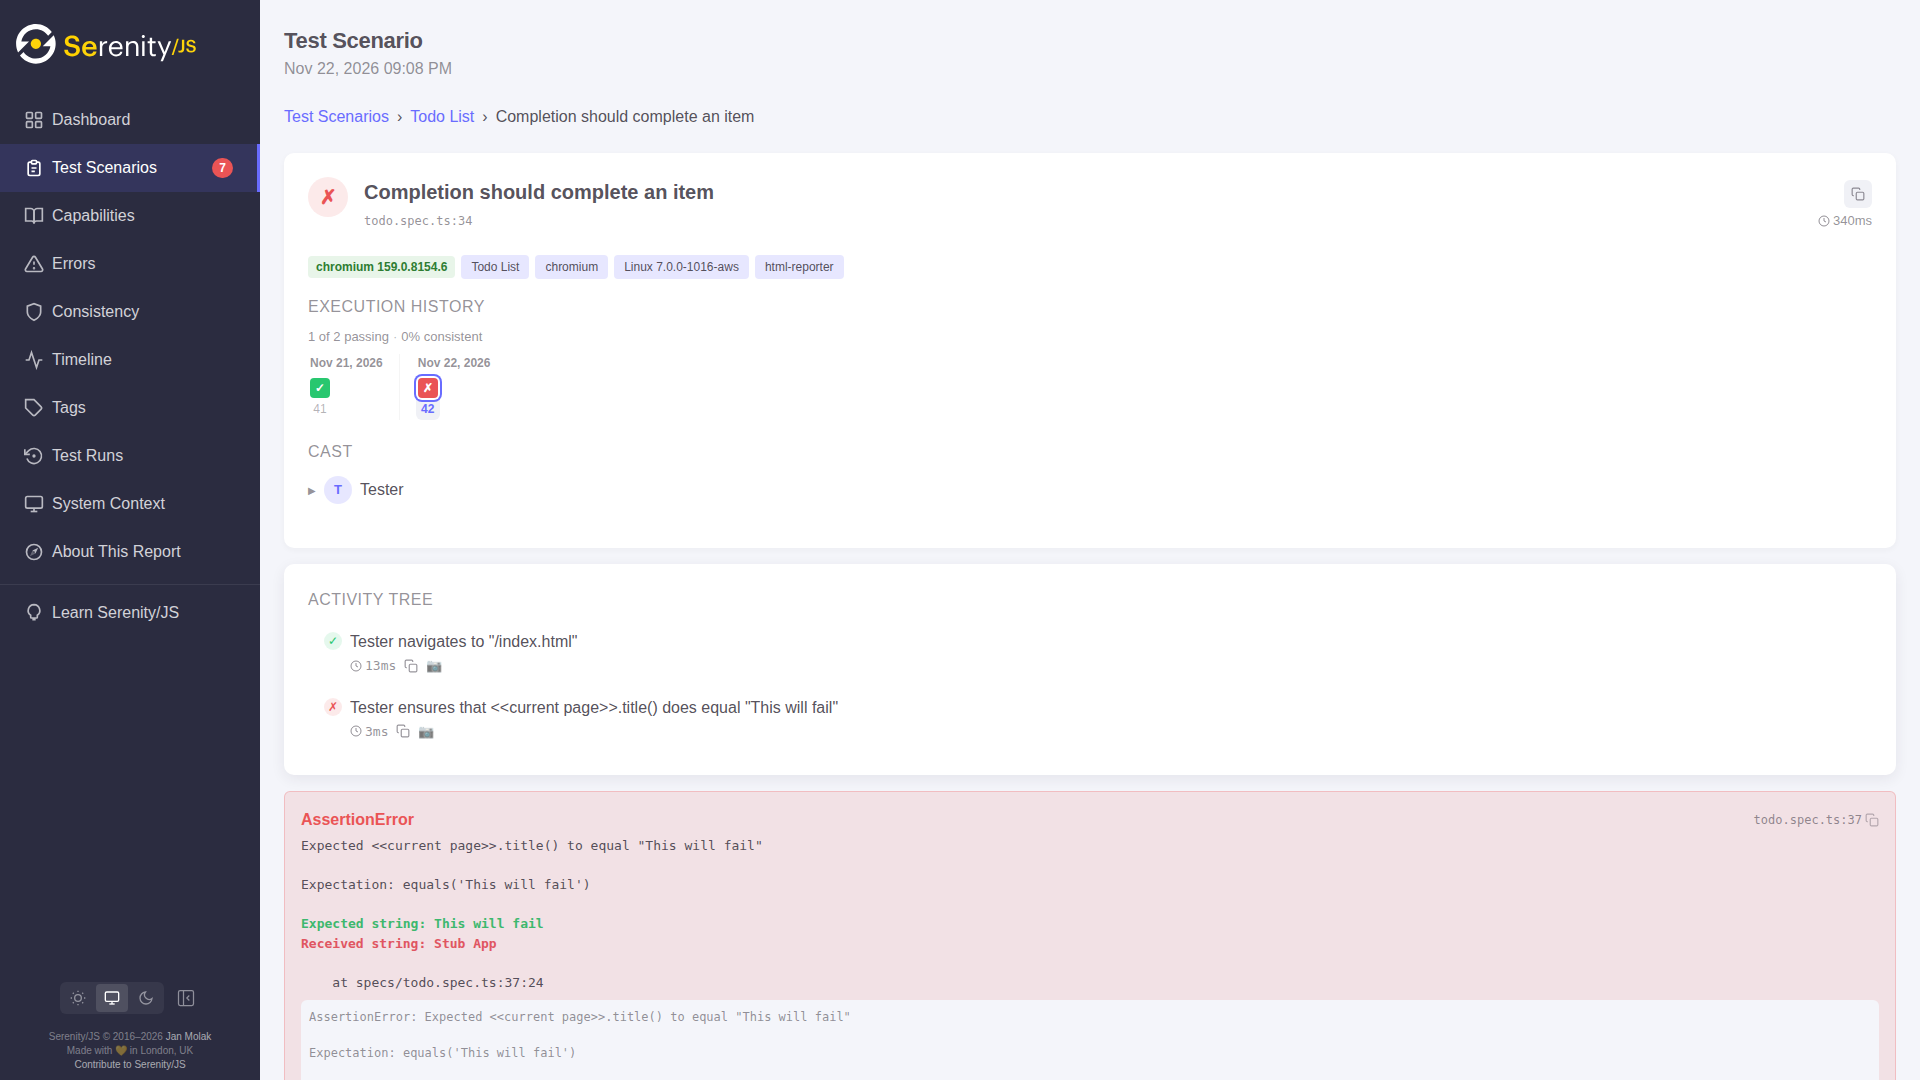 Serenity/JS
Dashboard
Test Scenarios 7
Capabilities
Errors
Consistency
Timeline
Tags
Test Runs
System Context
About This Report
Learn Serenity/JS
Serenity/JS © 2016–2026 Jan Molak
Made with 💛 in London, UK
Contribute to Serenity/JS
Test Scenario
Nov 22, 2026 09:08 PM
Test Scenarios › Todo List › Completion should complete an item
✗ Completion should complete an item
todo.spec.ts:34
340ms
chromium 159.0.8154.6 Todo List chromium Linux 7.0.0-1016-aws html-reporter
EXECUTION HISTORY
1 of 2 passing · 0% consistent
Nov 21, 2026 Nov 22, 2026
✓ ✗
41 42
CAST
▶ T Tester
ACTIVITY TREE
✓ Tester navigates to "/index.html"
13ms
✗ Tester ensures that <<current page>>.title() does equal "This will fail"
3ms
AssertionError todo.spec.ts:37
Expected <<current page>>.title() to equal "This will fail"
Expectation: equals('This will fail')
Expected string: This will fail
Received string: Stub App
at specs/todo.spec.ts:37:24
AssertionError: Expected <<current page>>.title() to equal "This will fail"
Expectation: equals('This will fail')